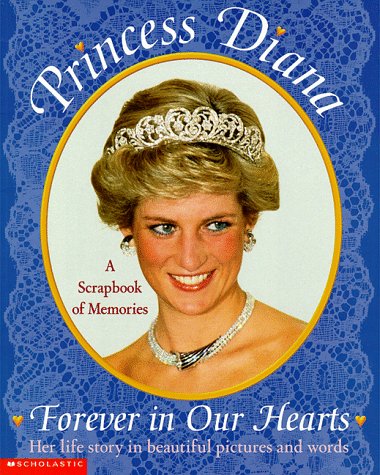 Princess Diana
A
Scrapbook
of Memories
Forever in Our Hearts
Her life story in beautiful pictures and words
SCHOLASTIC